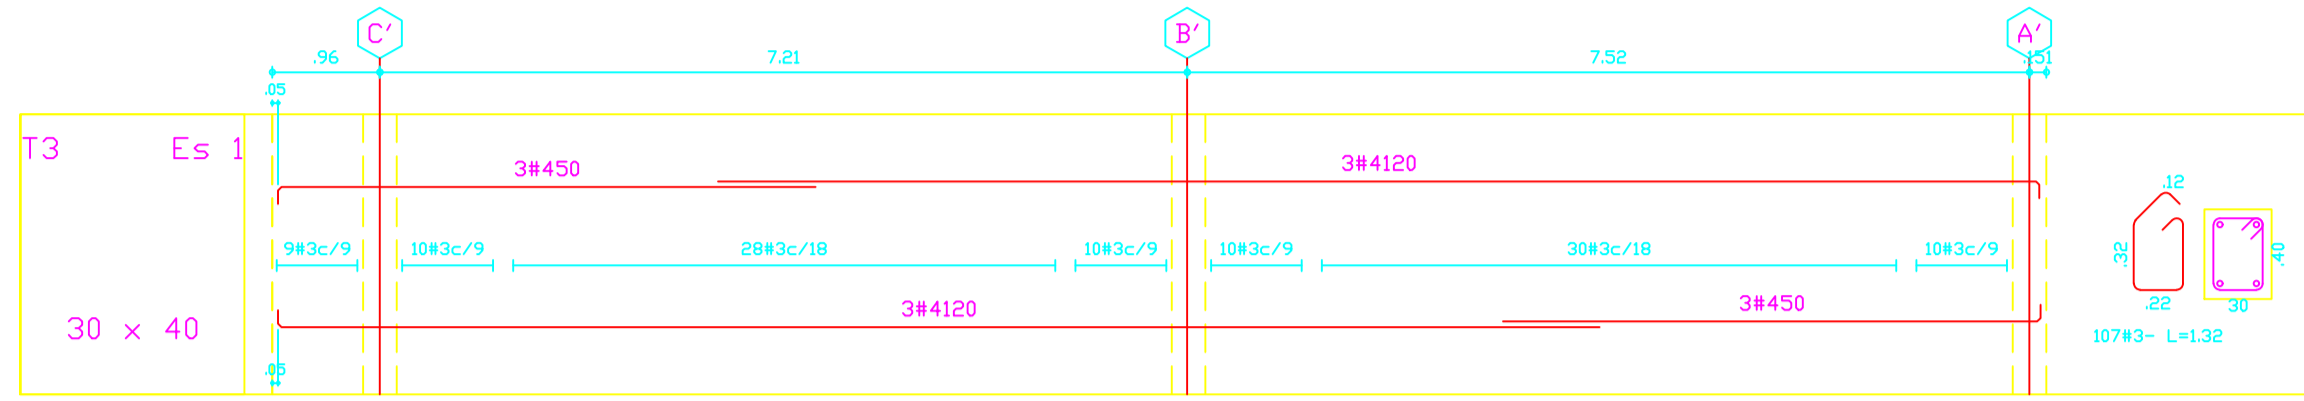 C' B' A'
.96 7.21 7.52 .151
.05
T3 Es 1
3#450 3#4120
.12
9#3c/9 10#3c/9 28#3c/18 10#3c/9 10#3c/9 30#3c/18 10#3c/9
.32 .40
.22 30
3#4120 3#450
30 x 40
107#3- L=1.32
.05